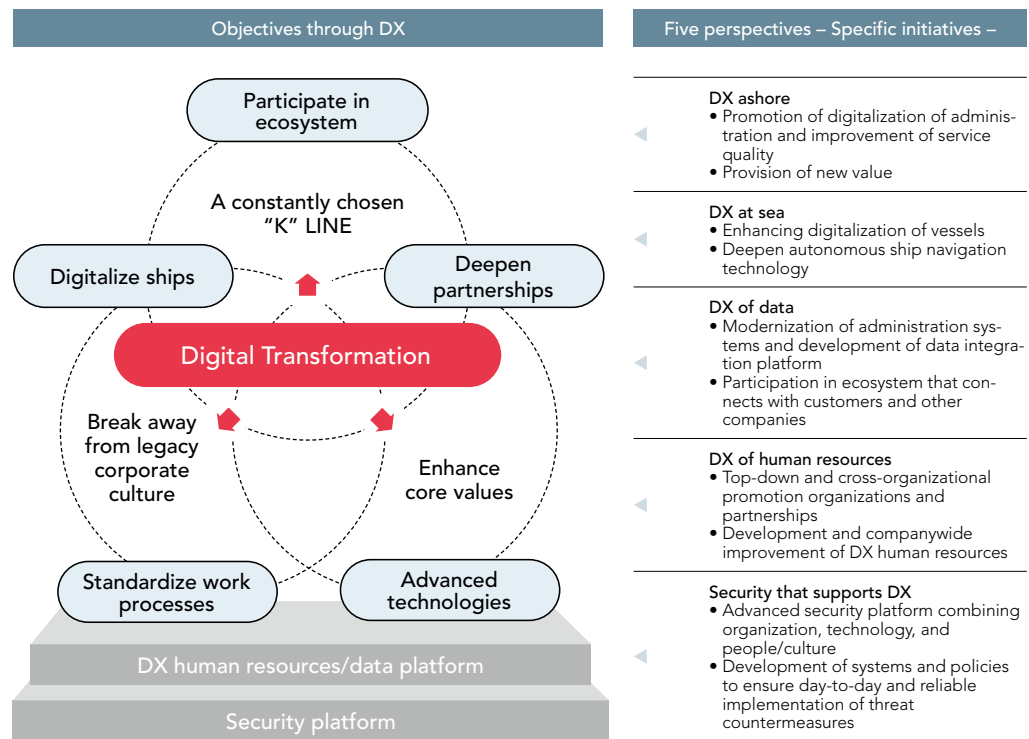 Objectives through DX
Participate in
ecosystem
A constantly chosen
“K” LINE
Digitalize ships
Deepen
partnerships
Digital Transformation
Break away
from legacy
corporate
culture
Enhance
core values
Standardize work
processes
Advanced
technologies
DX human resources/data platform
Security platform
Five perspectives – Specific initiatives –
DX ashore
• Promotion of digitalization of adminis-
tration and improvement of service
quality
• Provision of new value
DX at sea
• Enhancing digitalization of vessels
• Deepen autonomous ship navigation
technology
DX of data
• Modernization of administration sys-
tems and development of data integra-
tion platform
• Participation in ecosystem that con-
nects with customers and other
companies
DX of human resources
• Top-down and cross-organizational
promotion organizations and
partnerships
• Development and companywide
improvement of DX human resources
Security that supports DX
• Advanced security platform combining
organization, technology, and
people/culture
• Development of systems and policies
to ensure day-to-day and reliable
implementation of threat
countermeasures